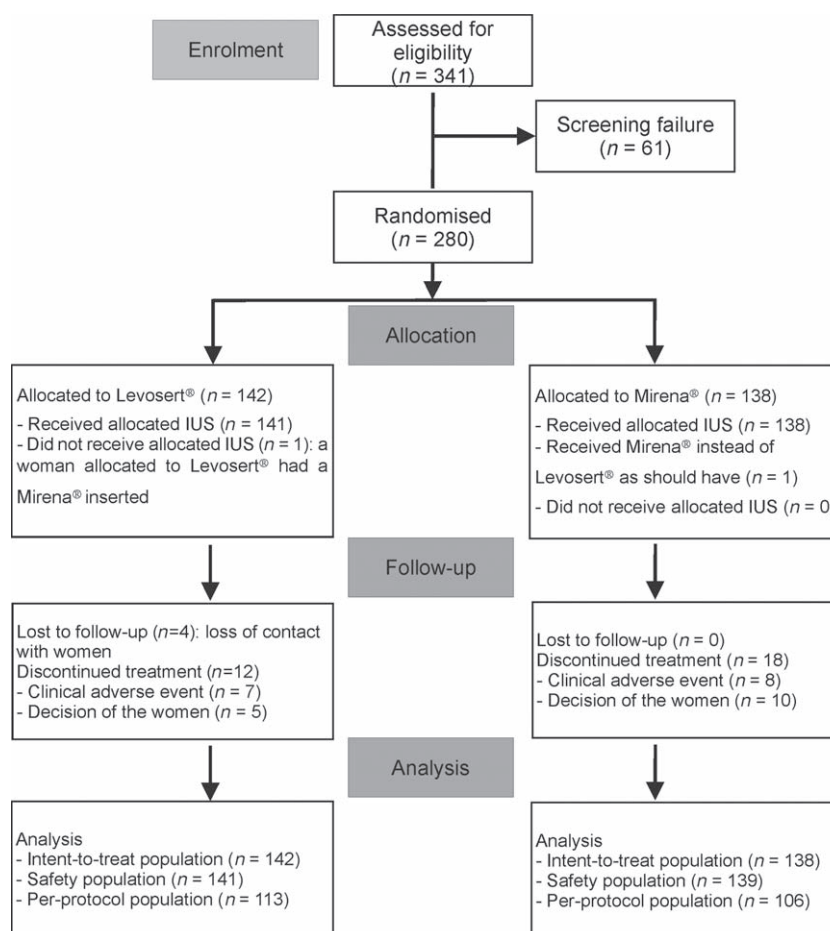 Enrolment
Assessed for
eligibility
(n = 341)
Screening failure
(n = 61)
Randomised
(n = 280)
Allocation
Allocated to Levosert® (n = 142)
- Received allocated IUS (n = 141)
- Did not receive allocated IUS (n = 1): a
woman allocated to Levosert® had a
Mirena® inserted
Allocated to Mirena® (n = 138)
- Received allocated IUS (n = 138)
- Received Mirena® instead of
Levosert® as should have (n = 1)
- Did not receive allocated IUS (n = 0
Follow-up
Lost to follow-up (n=4): loss of contact
with women
Discontinued treatment (n=12)
- Clinical adverse event (n = 7)
- Decision of the women (n = 5)
Lost to follow-up (n = 0)
Discontinued treatment (n = 18)
- Clinical adverse event (n = 8)
- Decision of the women (n = 10)
Analysis
Analysis
- Intent-to-treat population (n = 142)
- Safety population (n = 141)
- Per-protocol population (n = 113)
Analysis
- Intent-to-treat population (n = 138)
- Safety population (n = 139)
- Per-protocol population (n = 106)